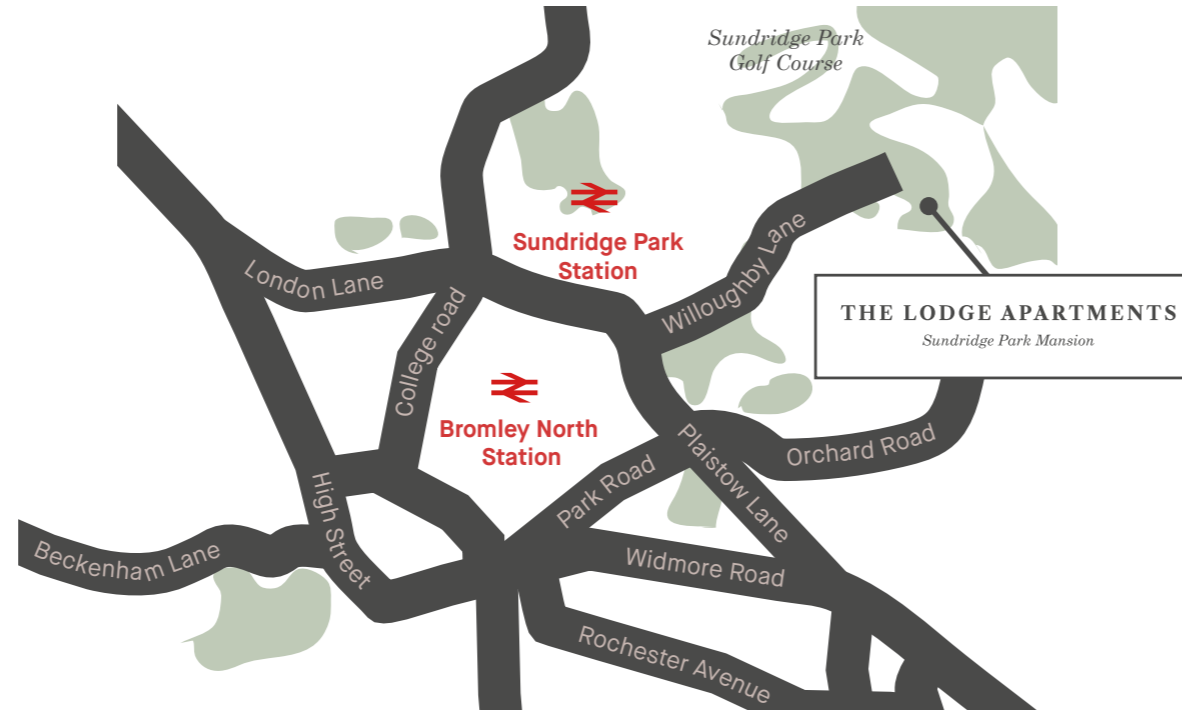 Sundridge Park
Golf Course
Sundridge Park
Station
Willoughby Lane
London Lane
THE LODGE APARTMENTS
Sundridge Park Mansion
College road
Bromley North
Station
Orchard Road
Plaistow Lane
Park Road
High Street
Beckenham Lane
Widmore Road
Rochester Avenue